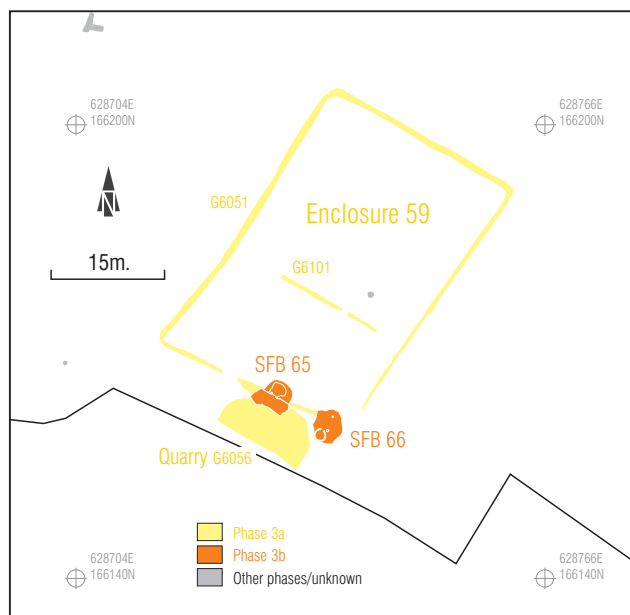 628704E
166200N
628766E
166200N
N
G6051
Enclosure 59
15m.
G6101
SFB 65
SFB 66
Quarry G6056
Phase 3a
Phase 3b
Other phases/unknown
628704E
166140N
628766E
166140N